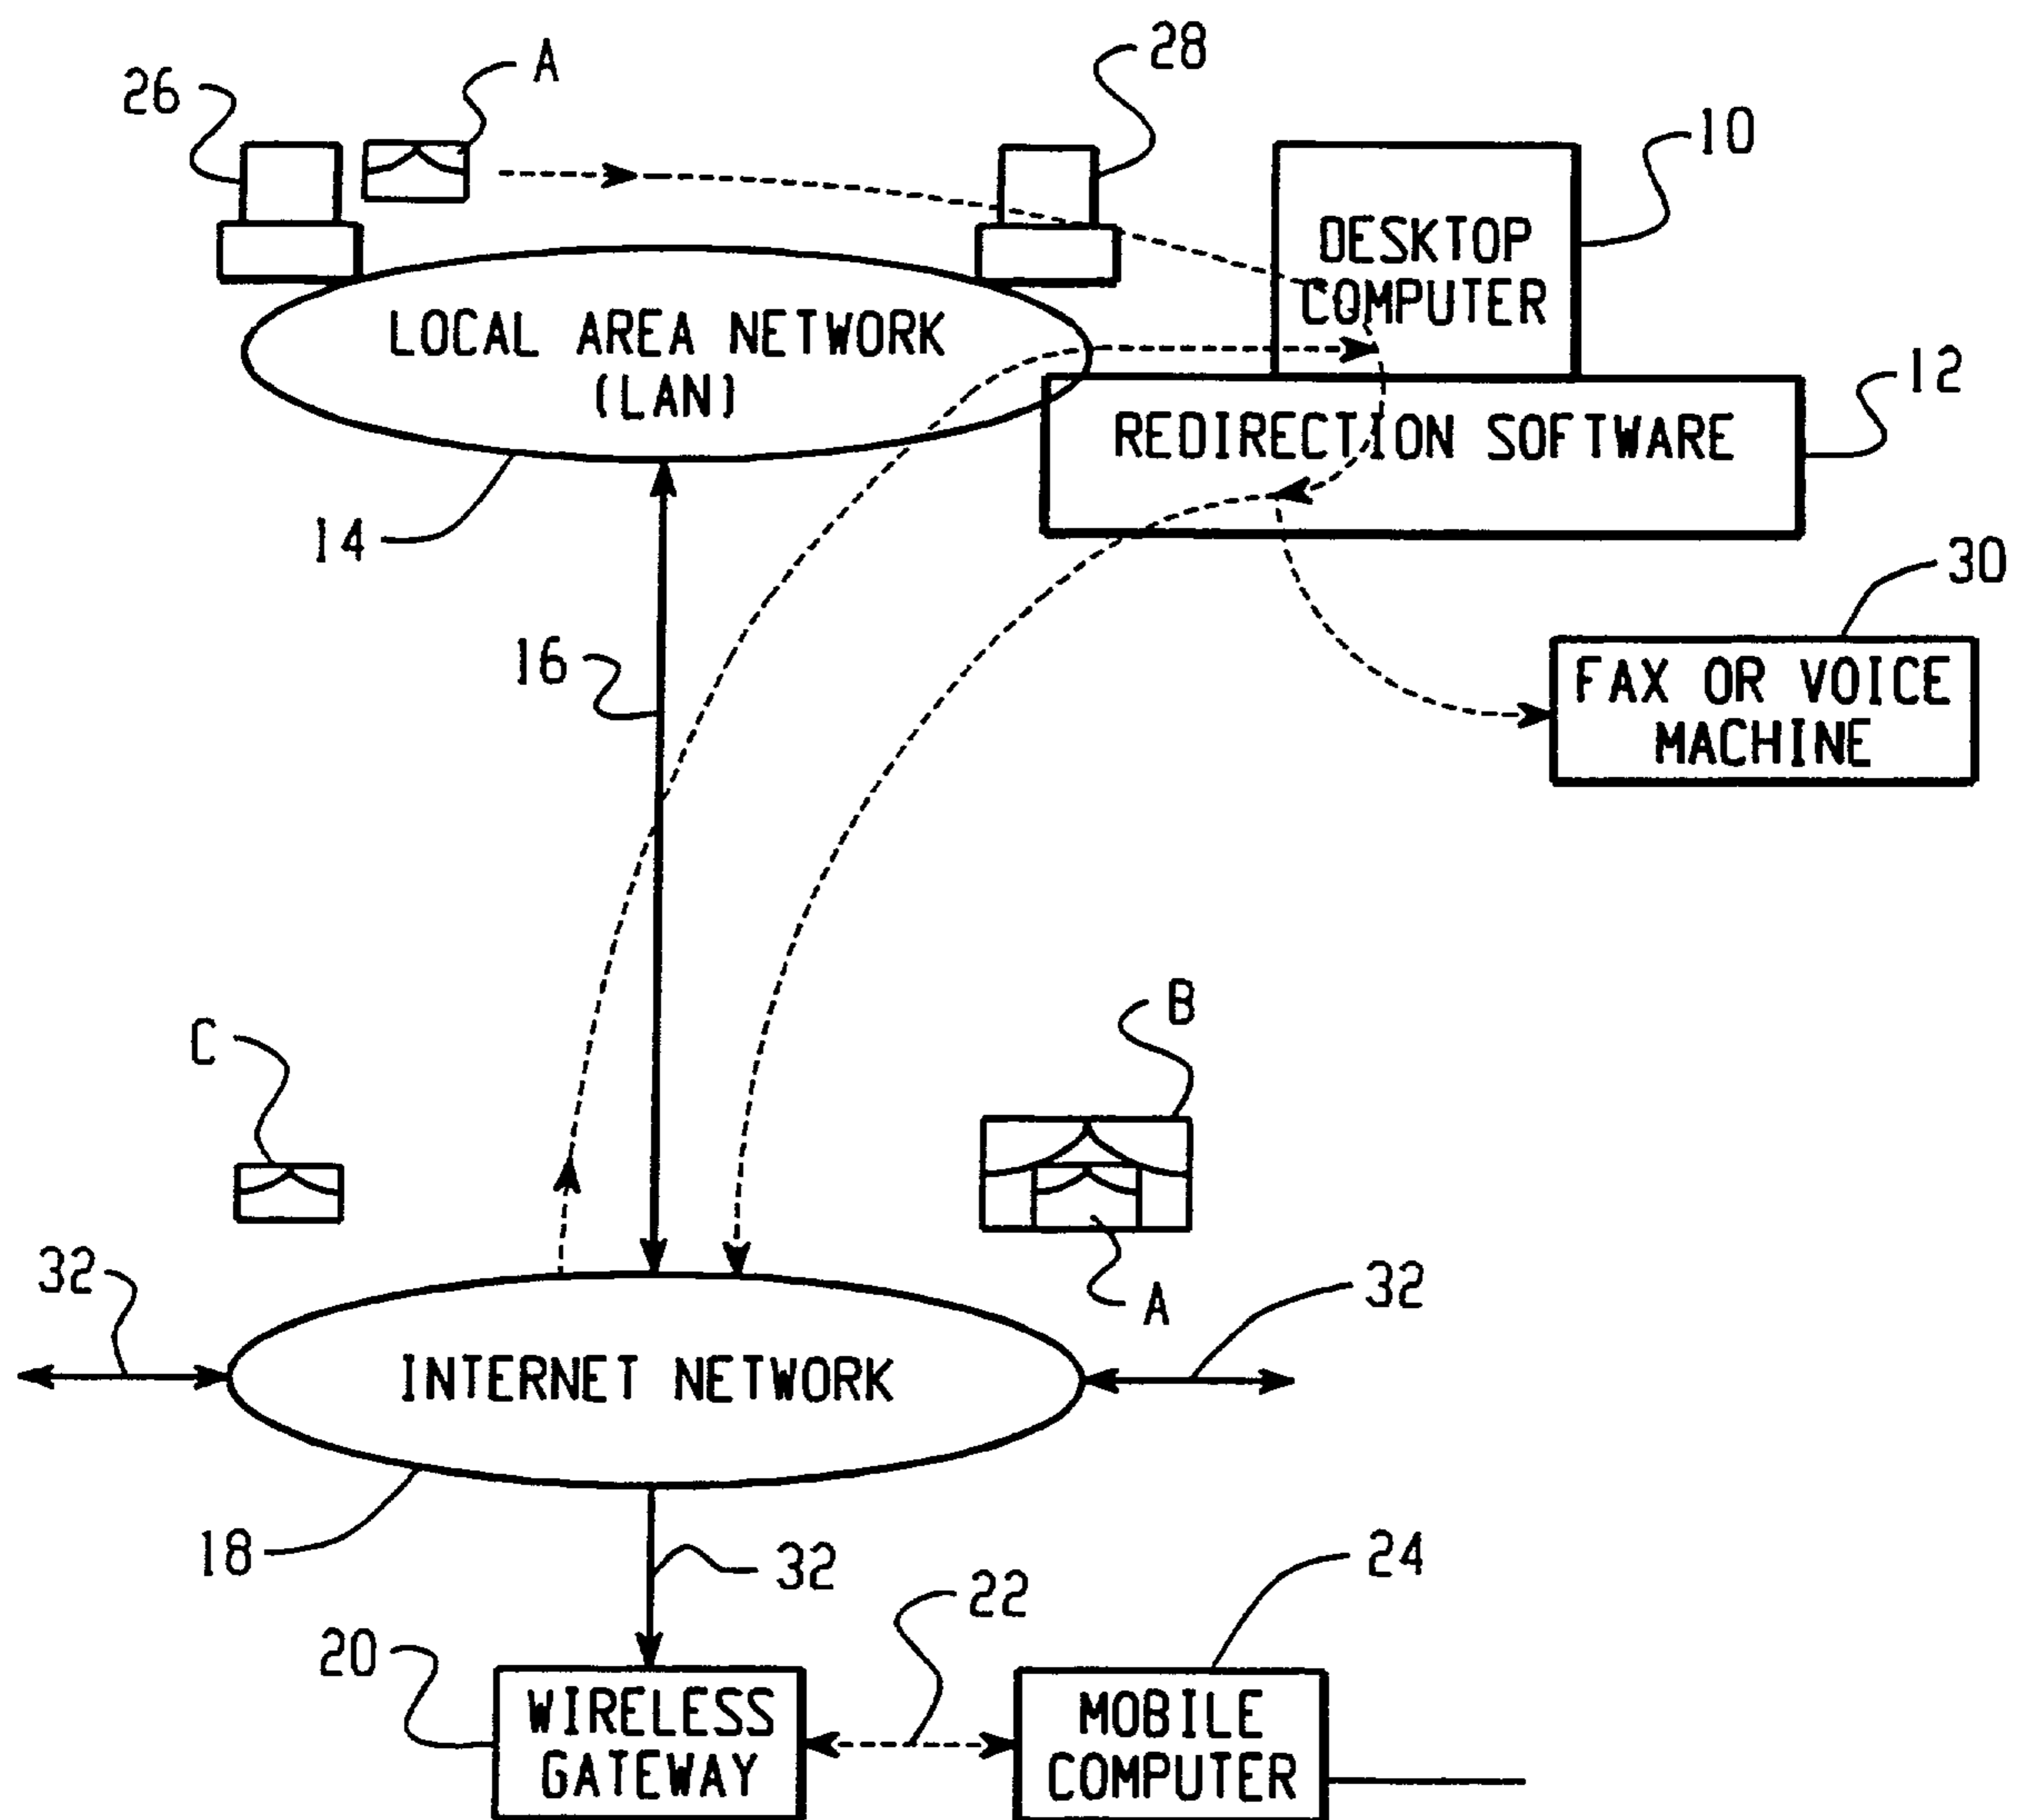 A
28
26
10
DESKTOP
COMPUTER
LOCAL AREA NETWORK
(LAN)
12
REDIRECTION SOFTWARE
14
30
16
FAX OR VOICE
MACHINE
B
C
32
A
32
INTERNET NETWORK
18
32
24
22
20
WIRELESS
GATEWAY
MOBILE
COMPUTER